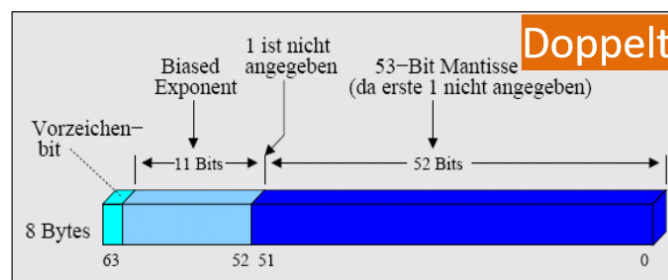 Doppelt
1 ist nicht
angegeben
Biased
Exponent
53-Bit Mantisse
(da erste 1 nicht angegeben)
Vorzeichen-
bit
11 Bits
52 Bits
8 Bytes
63
52
51
0